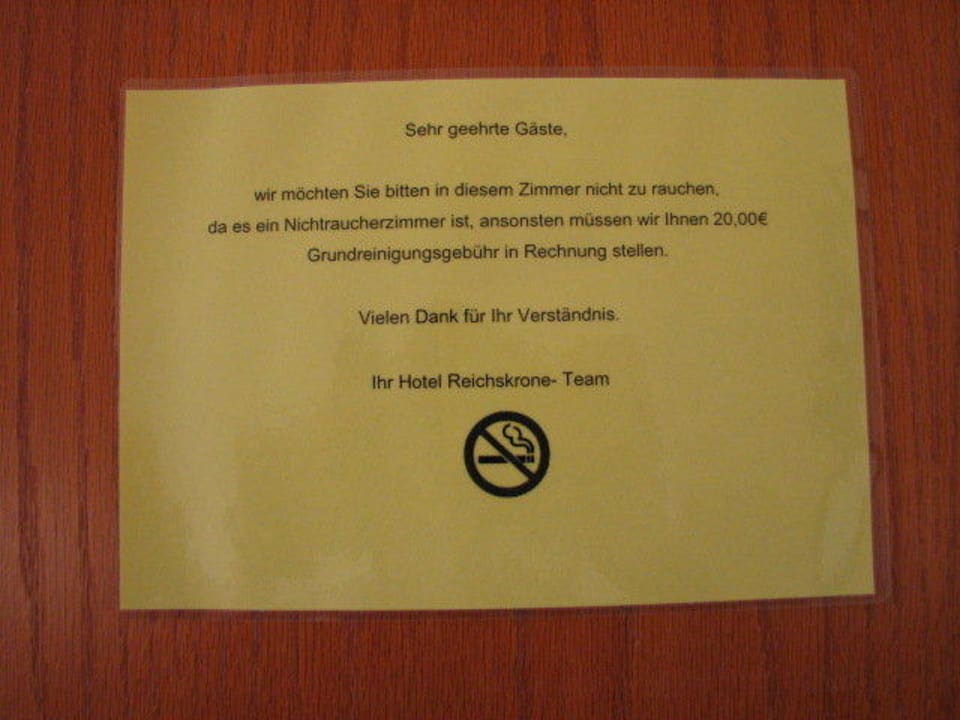 Sehr geehrte Gäste,
wir möchten Sie bitten in diesem Zimmer nicht zu rauchen,
da es ein Nichtraucherzimmer ist, ansonsten müssen wir Ihnen 20,00€
Grundreinigungsgebühr in Rechnung stellen.
Vielen Dank für Ihr Verständnis.
Ihr Hotel Reichskrone- Team